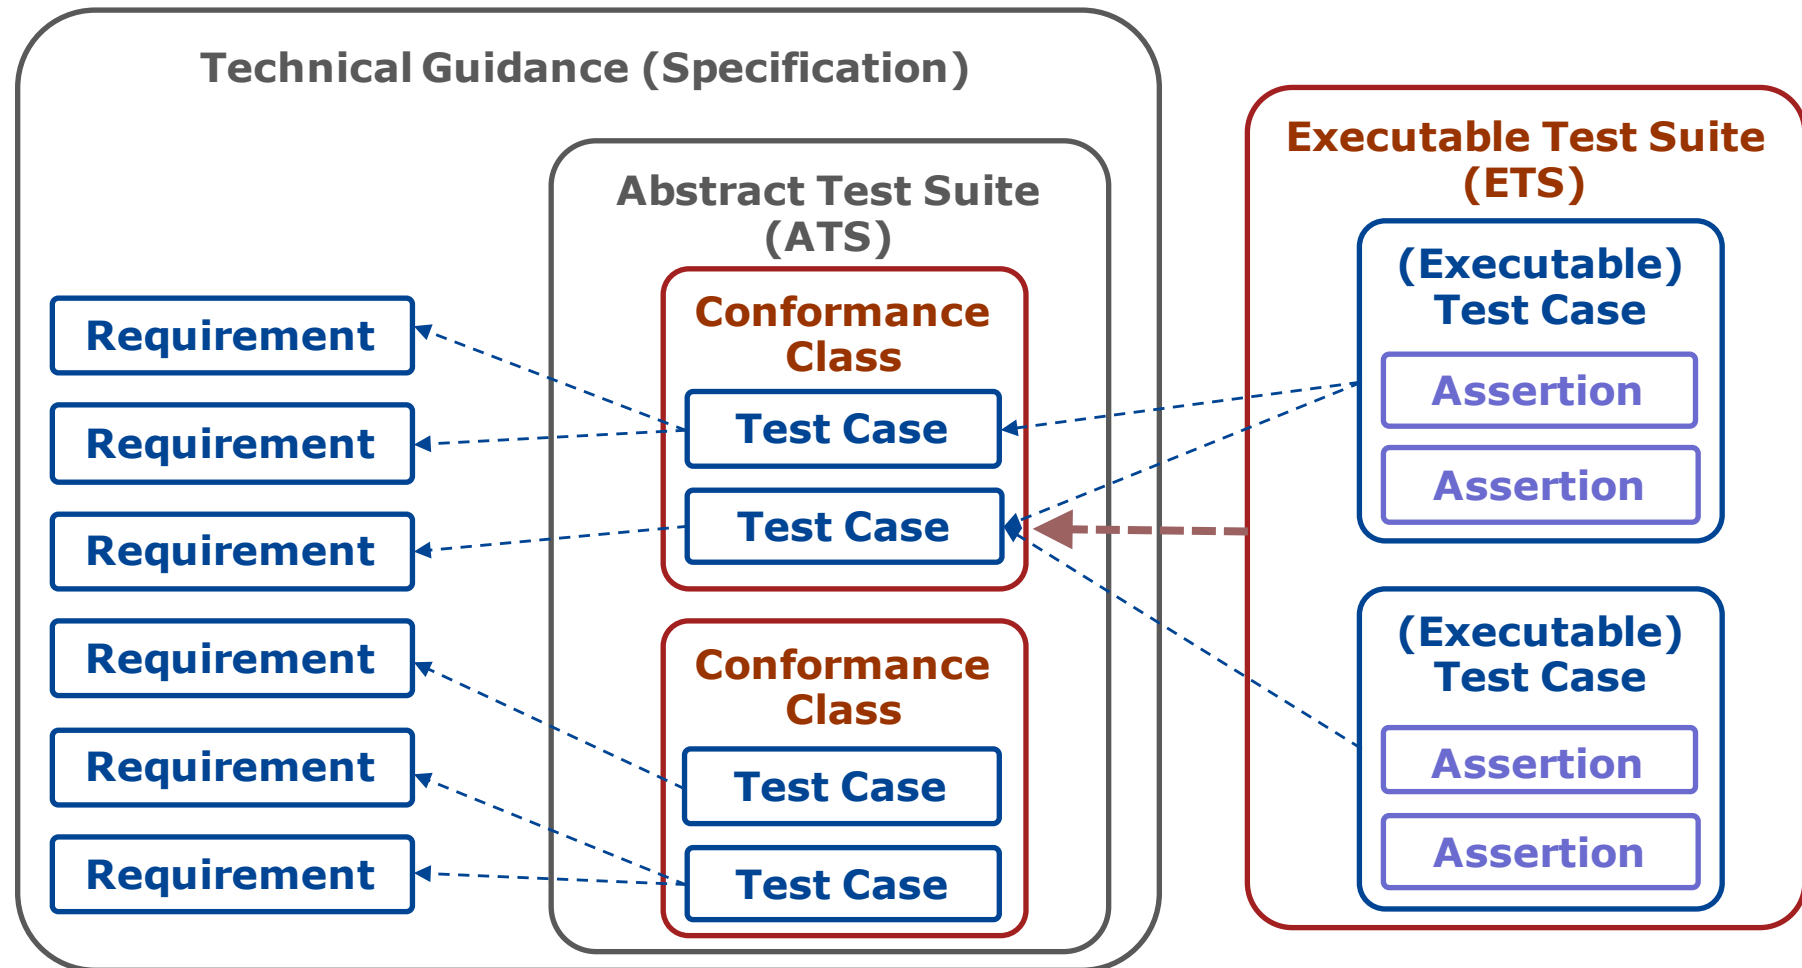 Technical Guidance (Specification)
Abstract Test Suite
(ATS)
Requirement
Requirement
Requirement
Requirement
Requirement
Requirement
Conformance
Class
Test Case
Test Case
Conformance
Class
Test Case
Test Case
Executable Test Suite
(ETS)
(Executable)
Test Case
Assertion
Assertion
(Executable)
Test Case
Assertion
Assertion